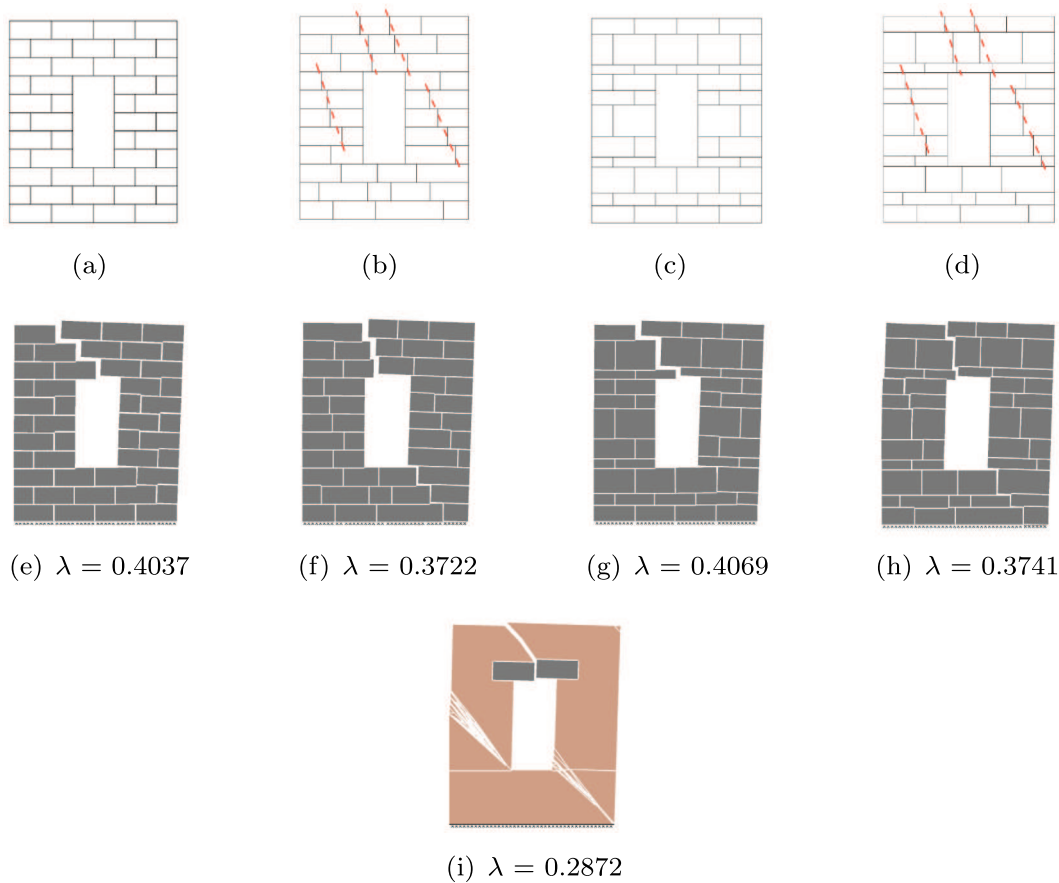 (a) (b) (c) (d)
(e) λ = 0.4037 (f) λ = 0.3722 (g) λ = 0.4069 (h) λ = 0.3741
(i) λ = 0.2872